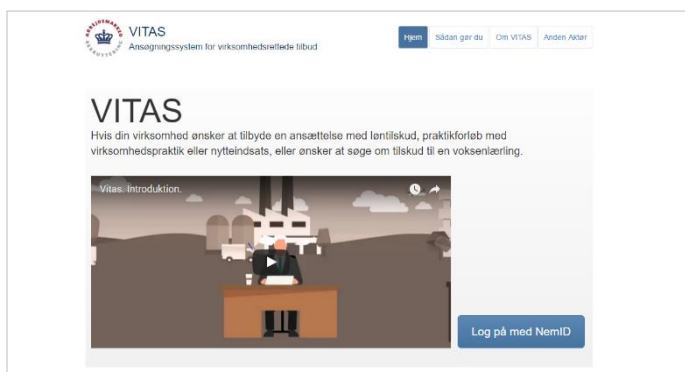 VITAS
Ansøgningssystem for virksomhedsrettede tilbud
Hjem
Sådan gør du
Om VITAS
Anden Aktør
VITAS
Hvis din virksomhed ønsker at tilbyde en ansættelse med løntilskud, praktikforløb med
virksomhedspraktik eller nytteindsats, eller ønsker at søge om tilskud til en voksenlærling.
Vitas. Introduktion.
Log på med NemID